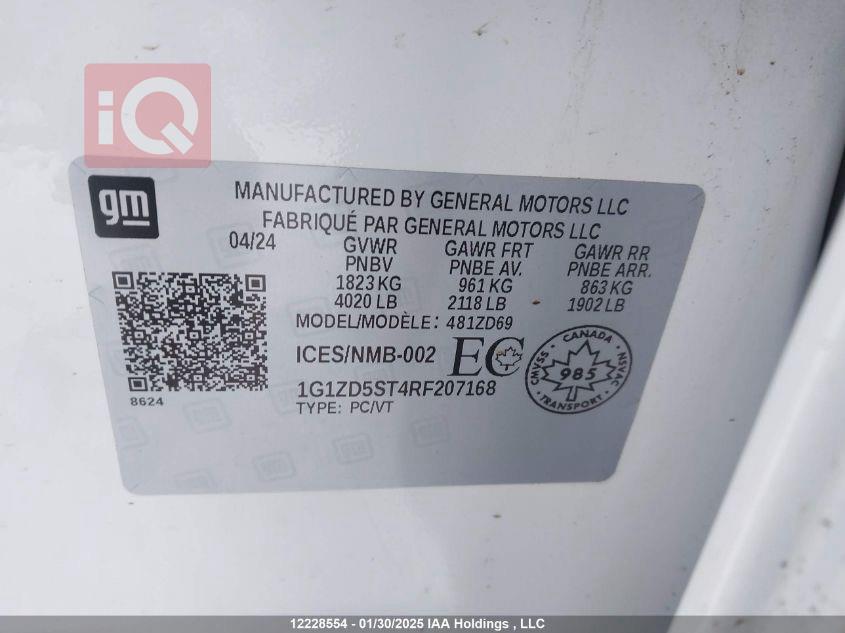 iQ
gm
MANUFACTURED BY GENERAL MOTORS LLC
FABRIQUÉ PAR GENERAL MOTORS LLC
04/24 GVWR GAWR FRT GAWR RR
PNBV PNBE AV. PNBE ARR.
1823 KG 961 KG 863 KG
4020 LB 2118 LB 1902 LB
MODEL/MODÈLE: 481ZD69
ICES/NMB-002 EC
1G1ZD5ST4RF207168
TYPE: PC/VT
8624
CANADA
CMVSS 985 NSVAC
TRANSPORT
12228554 - 01/30/2025 IAA Holdings , LLC